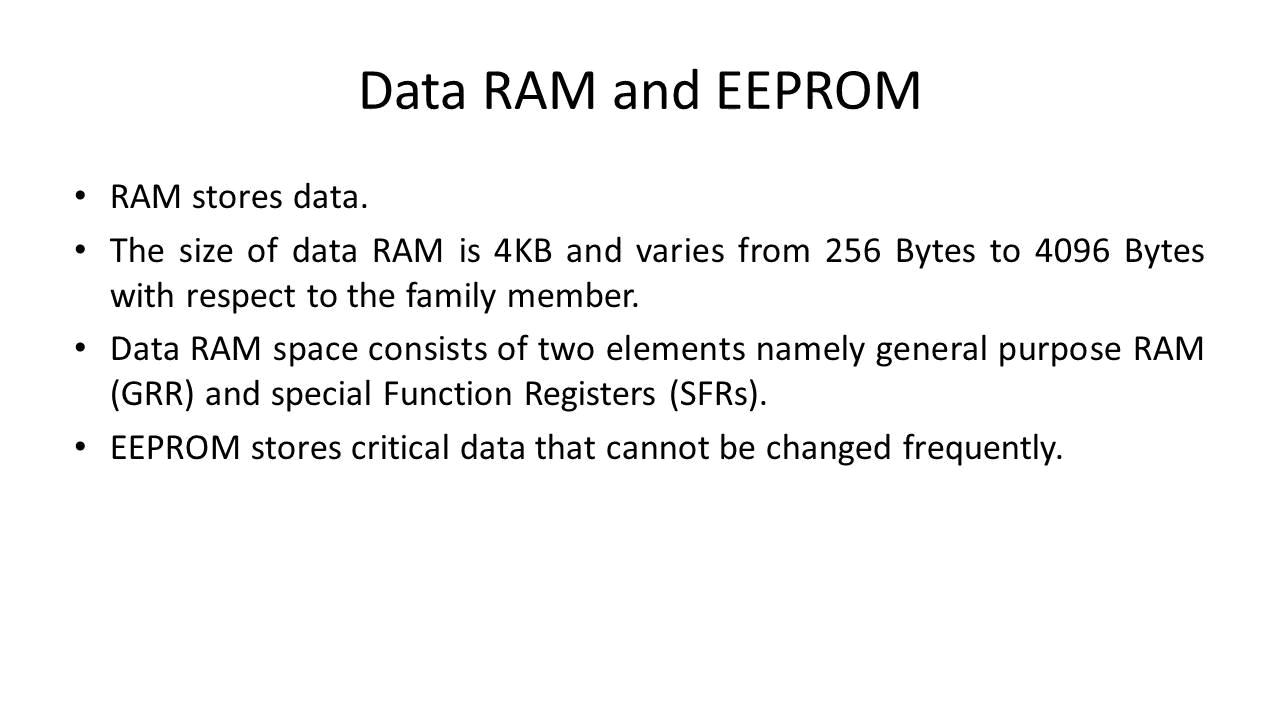 Data RAM and EEPROM
• RAM stores data.
• The size of data RAM is 4KB and varies from 256 Bytes to 4096 Bytes
with respect to the family member.
• Data RAM space consists of two elements namely general purpose RAM
(GRR) and special Function Registers (SFRs).
• EEPROM stores critical data that cannot be changed frequently.